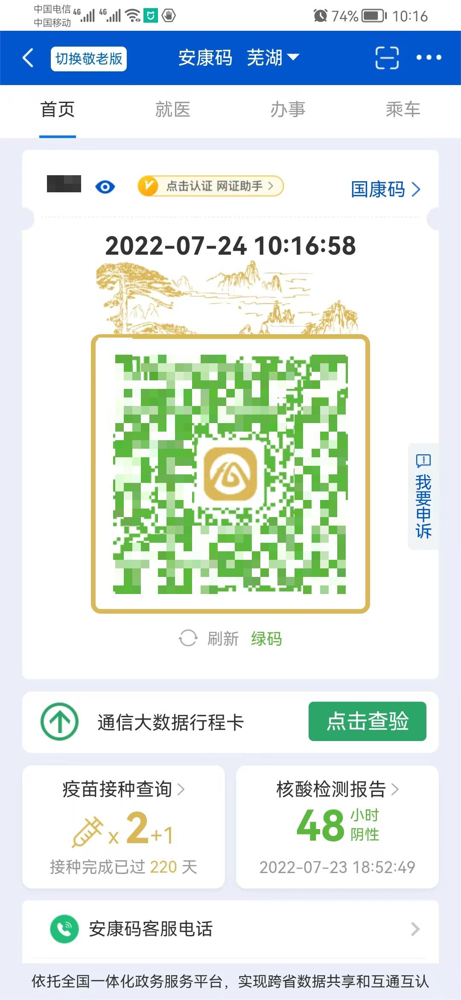 中国电信 4G 4G 74% 10:16
中国移动
切换敬老版 安康码 芜湖
首页 就医 办事 乘车
点击认证 网证助手 国康码
2022-07-24 10:16:58
我要申诉
刷新 绿码
通信大数据行程卡 点击查验
疫苗接种查询
x 2+1
接种完成已过 220 天
核酸检测报告
48 小时
阴性
2022-07-23 18:52:49
安康码客服电话
依托全国一体化政务服务平台，实现跨省数据共享和互通互认